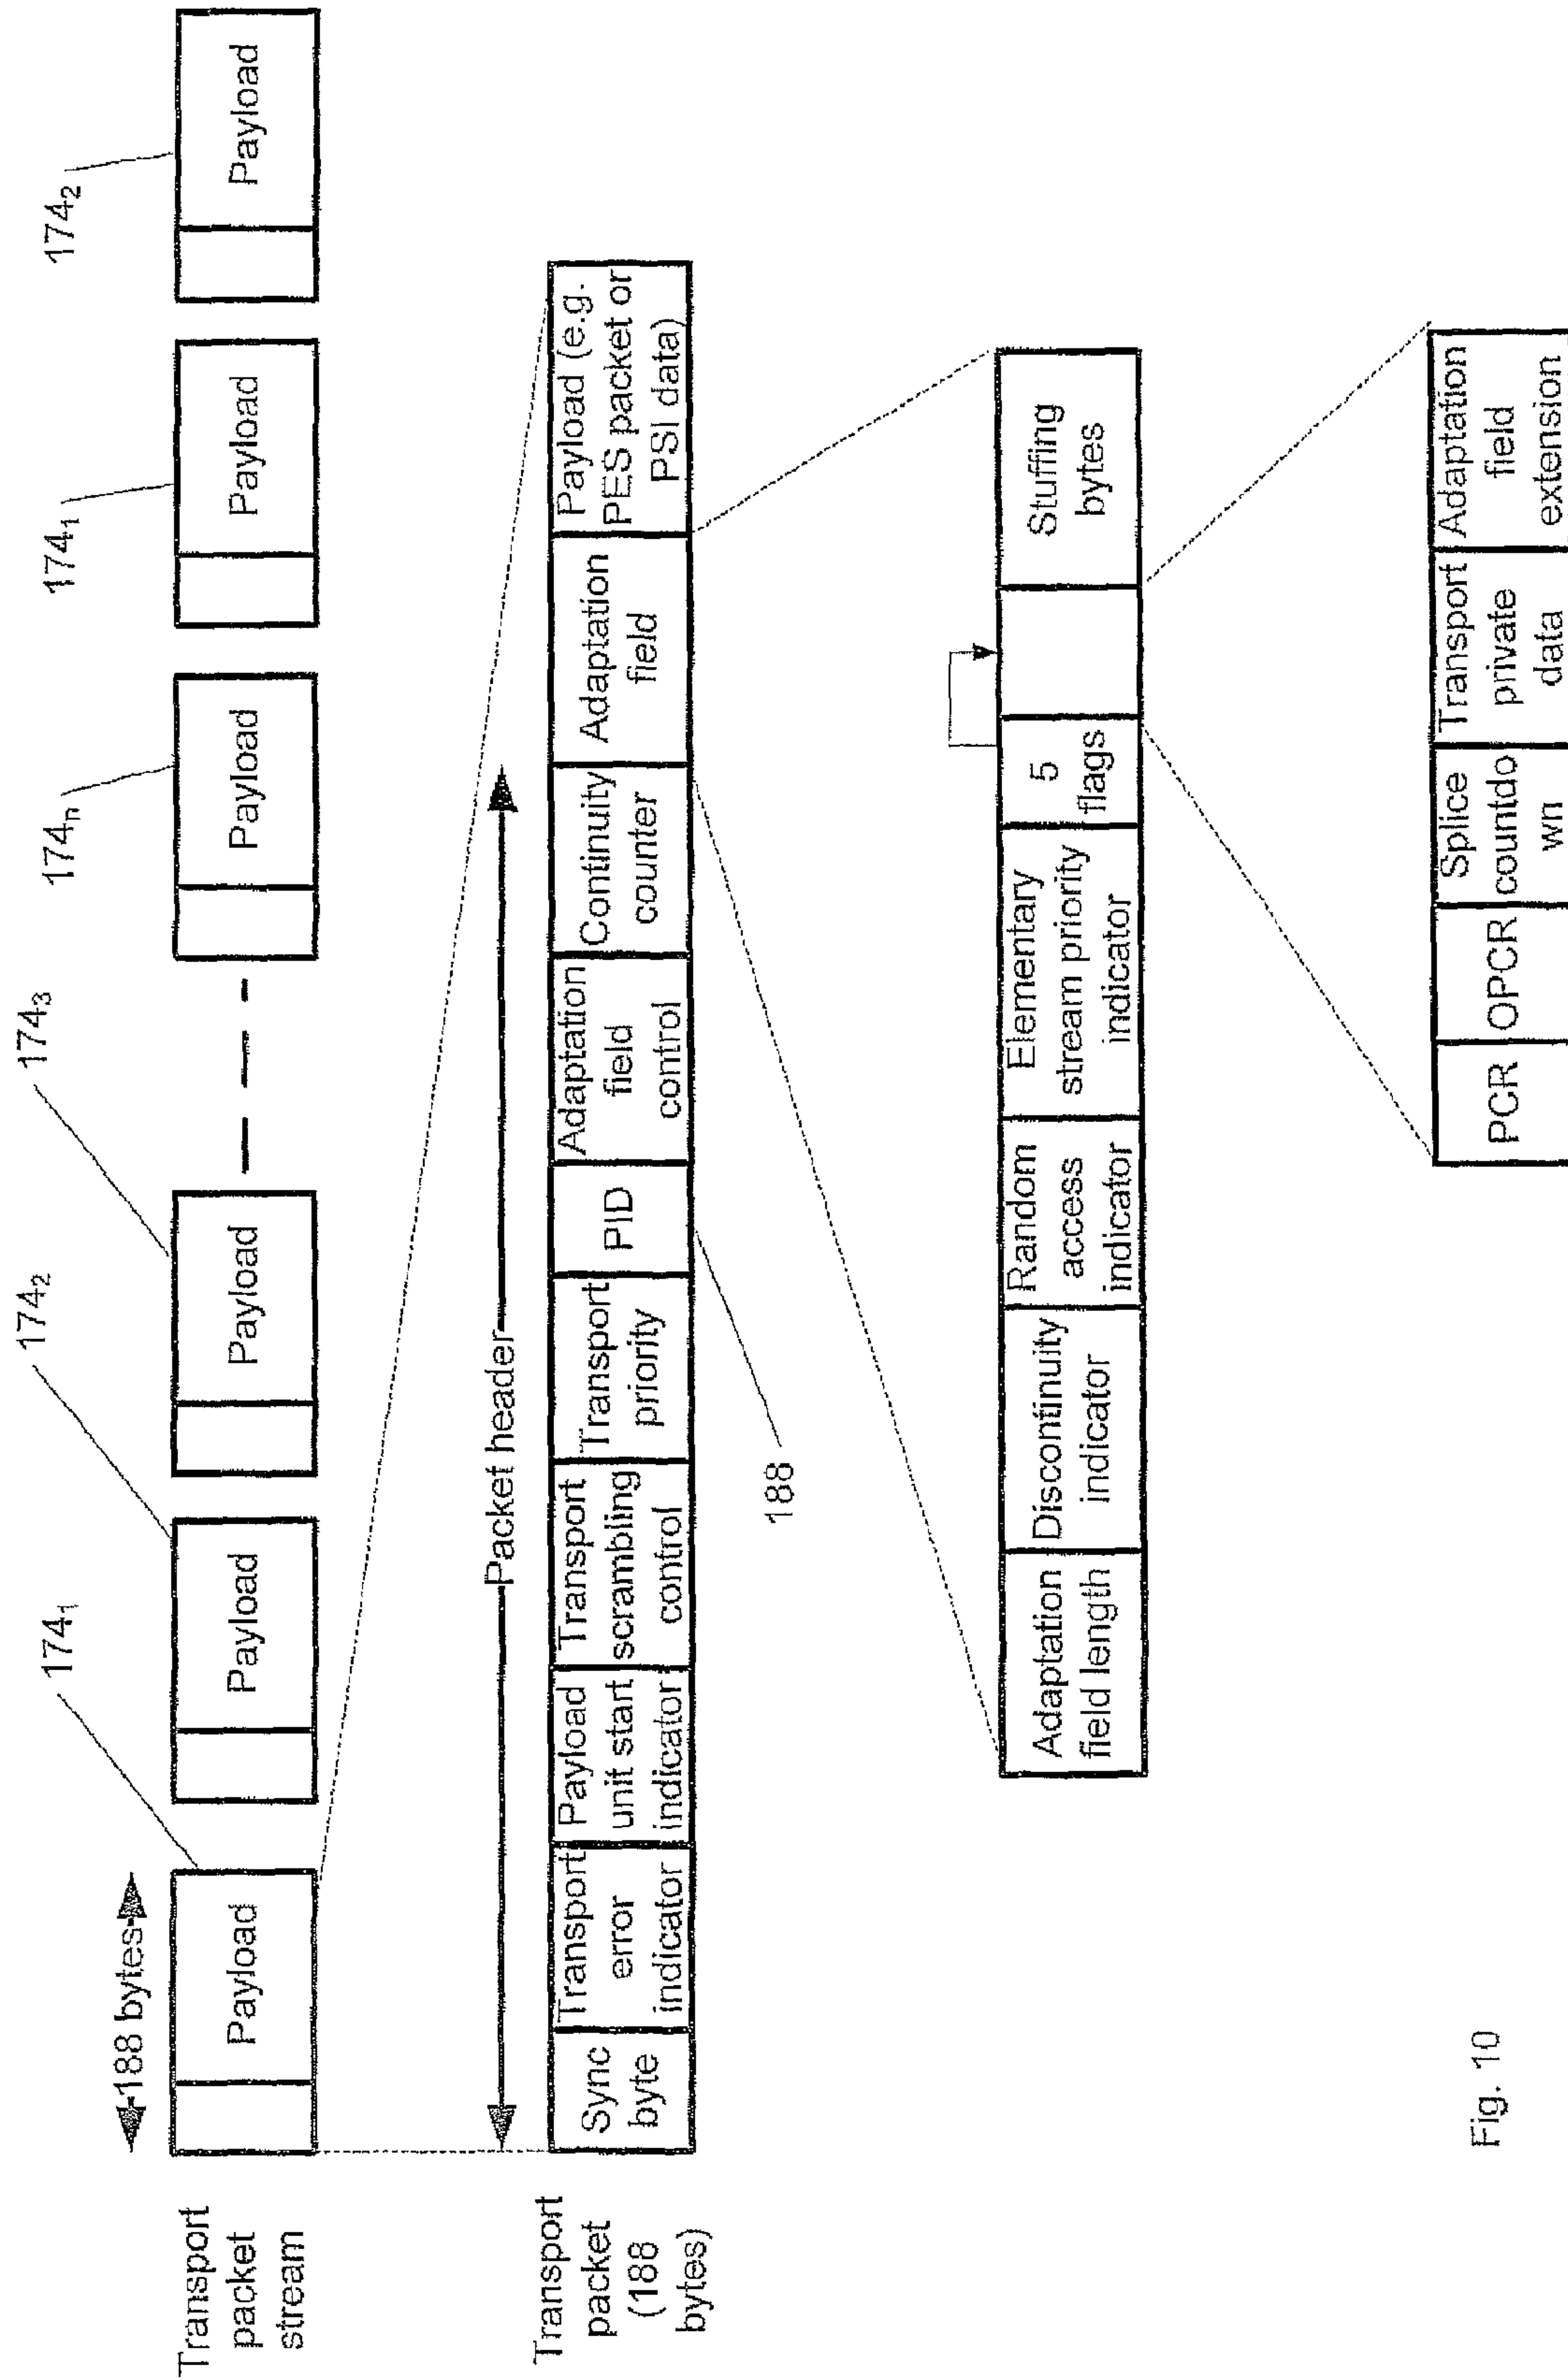 174₁
174₂
174₃
174ₙ
174₁
174₂
188 bytes
Transport
packet
stream
Payload
Payload
Payload
Payload
Payload
Payload
Packet header
Transport
packet
(188
bytes)
Sync
byte
Transport
error
indicator
Payload
unit start
indicator
Transport
scrambling
control
Transport
priority
PID
Adaptation
field
control
Continuity
counter
Adaptation
field
Payload (e.g.
PES packet or
PSI data)
188
Adaptation
field length
Discontinuity
indicator
Random
access
indicator
Elementary
stream priority
indicator
5
flags
Stuffing
bytes
PCR
OPCR
Splice
countdo
wn
Transport
private
data
Adaptation
field
extension
Fig. 10